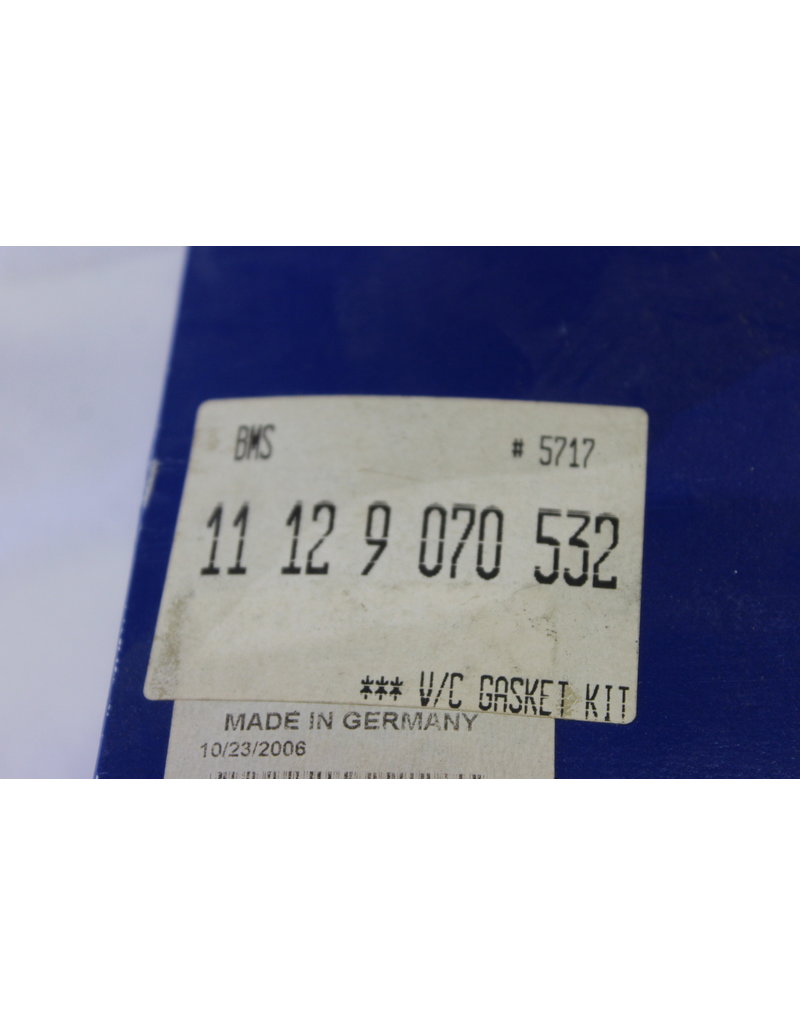 BMS # 5717
11 12 9 070 532
*** V/C GASKET KIT
MADE IN GERMANY
10/23/2006